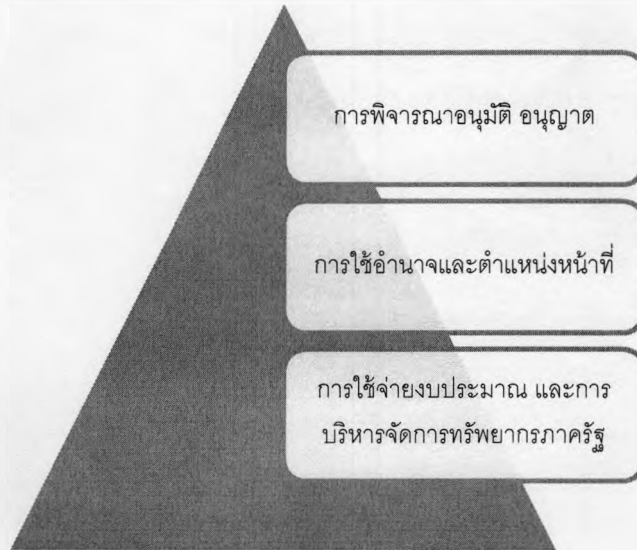 การพิจารณาอนุมัติ อนุญาต
การใช้อำนาจและตำแหน่งหน้าที่
การใช้จ่ายงบประมาณ และการ
บริหารจัดการทรัพยากรภาครัฐ